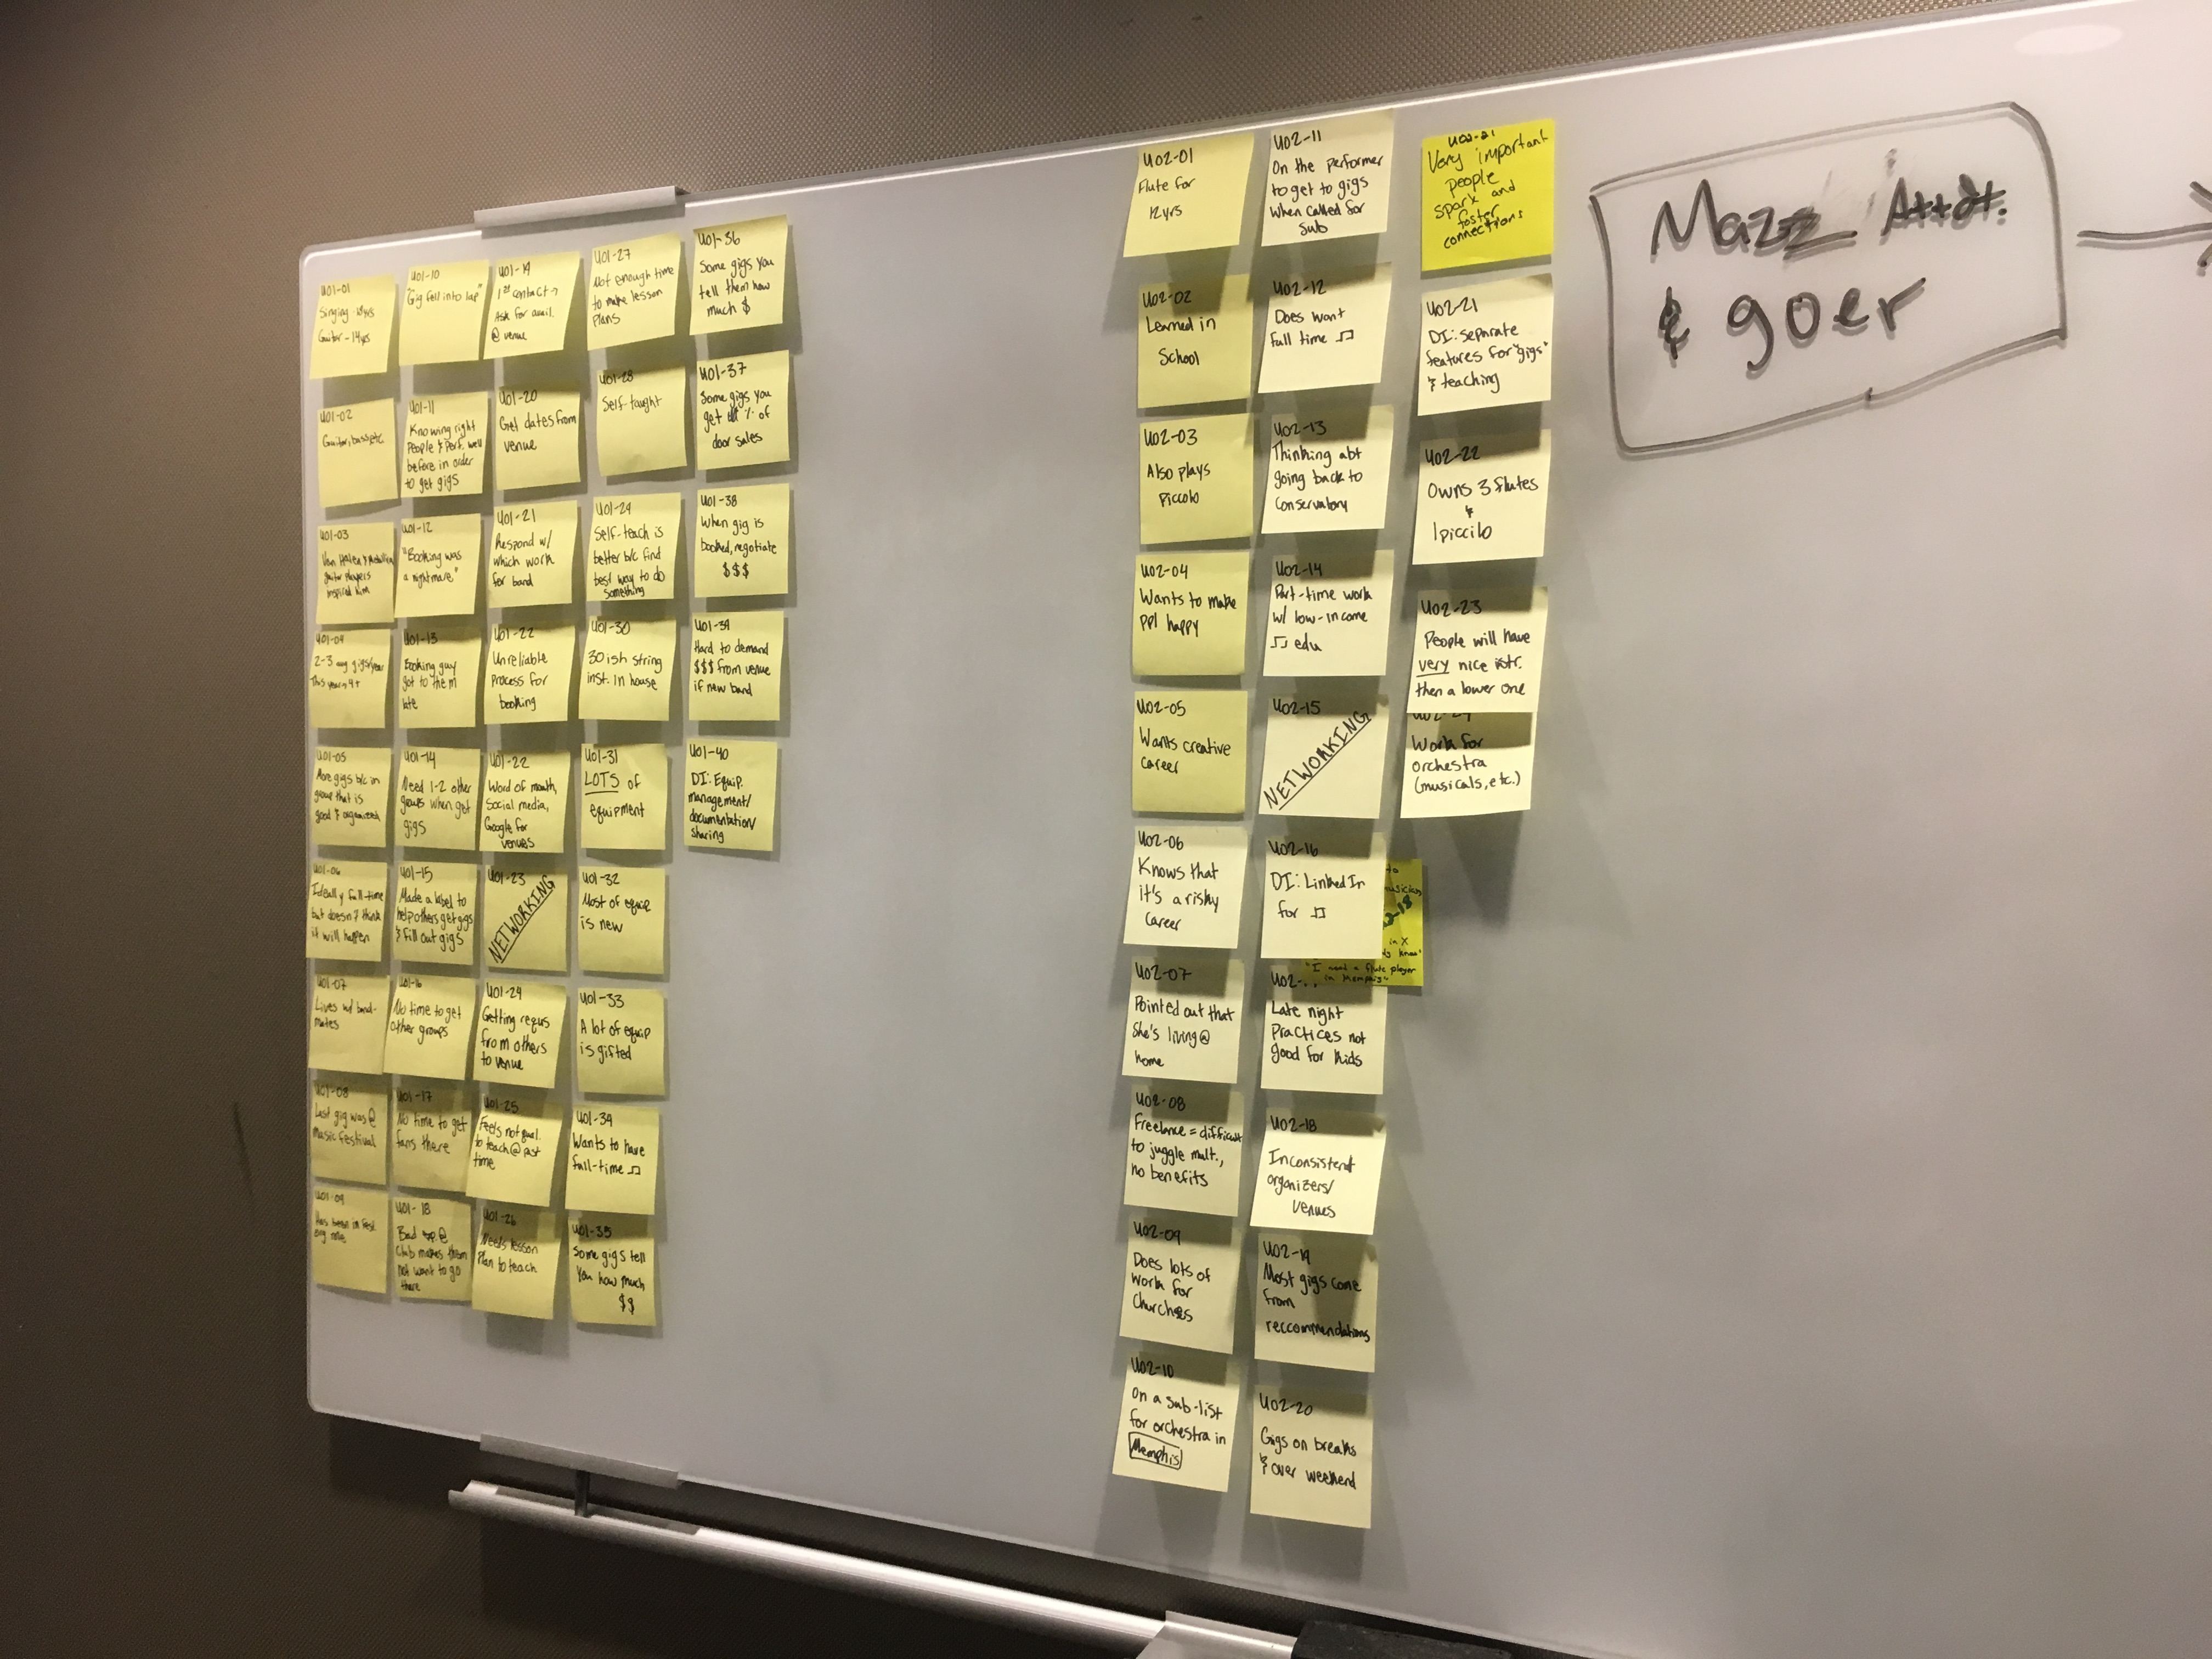 U01-01
Singing -
Guitar - 14yrs
U01-02
Guitar, bass, etc.
U01-03
Van Halen &
guitar players
inspired him
U01-04
2-3 avg gigs/year
This year → 9+
U01-05
More gigs b/c in
group that is
good & organized
U01-06
Ideally full-time
but doesn't think
it will happen
U01-07
Lives w/ band-
mates
U01-08
Last gig was @
music festival
U01-09
Has been in fest.
U01-10
"Gig fell into lap"
U01-11
Knowing right
People & Perf. well
before in order
to get gigs
U01-12
"Booking was
a nightmare"
U01-13
Booking guy
got to them
late
U01-14
Need 1-2 other
groups when get
gigs
U01-15
Made a label to
help others get gigs
& fill out gigs
U01-16
No time to get
other groups
U01-17
No time to get
fans there
U01-18
Bad exp. @
Club makes them
not want to go
there
U01-19
1st contact →
Ask for avail.
@ venue
U01-20
Get dates from
venue
U01-21
Respond w/
which work
for band
U01-22
Unreliable
process for
booking
U01-22
Word of mouth,
Social media,
Google for
venues
U01-23
NETWORKING
U01-24
Getting reqs
from others
to venue
U01-25
Feels not qual.
to teach @ past
time
U01-26
Needs lesson
Plan to teach
U01-27
Not enough time
to make lesson
plans
U01-28
Self-taught
U01-29
Self-teach is
better b/c find
best way to do
something
U01-30
30 ish string
inst. in house
U01-31
LOTS of
equipment
U01-32
Most of equip
is new
U01-33
A lot of equip
is gifted
U01-34
Wants to have
full-time ♫
U01-35
Some gigs tell
you how much
$$
U01-36
Some gigs you
tell them how
much $
U01-37
Some gigs you
get % of
door sales
U01-38
When gig is
booked, negotiate
$$$
U01-39
Hard to demand
$$$ from venue
if new band
U01-40
DI: Equip.
management/
documentation/
sharing
U02-01
Flute for
12yrs
U02-02
Learned in
School
U02-03
Also plays
piccolo
U02-04
Wants to make
ppl happy
U02-05
Wants creative
career
U02-06
Knows that
it's a risky
career
U02-07
Pointed out that
she's living @
home
U02-08
Freelance = difficult
to juggle mult.,
no benefits
U02-09
Does lots of
work for
Churches
U02-10
On a sub-list
for orchestra in
Memphis
U02-11
On the performer
to get to gigs
when called for
sub
U02-12
Does want
full time ♫
U02-13
Thinking abt
going back to
conservatory
U02-14
Part-time work
w/ low-income
♫ edu
U02-15
NETWORKING
U02-16
DI: LinkedIn
for ♫
to
musician
2-18
in X
"I need a flute player
in Memphis"
U02-
Late night
practices not
good for kids
U02-18
Inconsistent
organizers/
venues
U02-19
Most gigs come
from
reccommendations
U02-20
Gigs on breaks
& over weekend
U02-21
Very important
people
spark and
foster
connections
U02-21
DI: Separate
features for "gigs"
& teaching
U02-22
Owns 3 flutes
&
1 piccilo
U02-23
People will have
very nice istr.
then a lower one
U02-24
Work for
orchestra
(musicals, etc.)
Mazz Attdt.
& goer